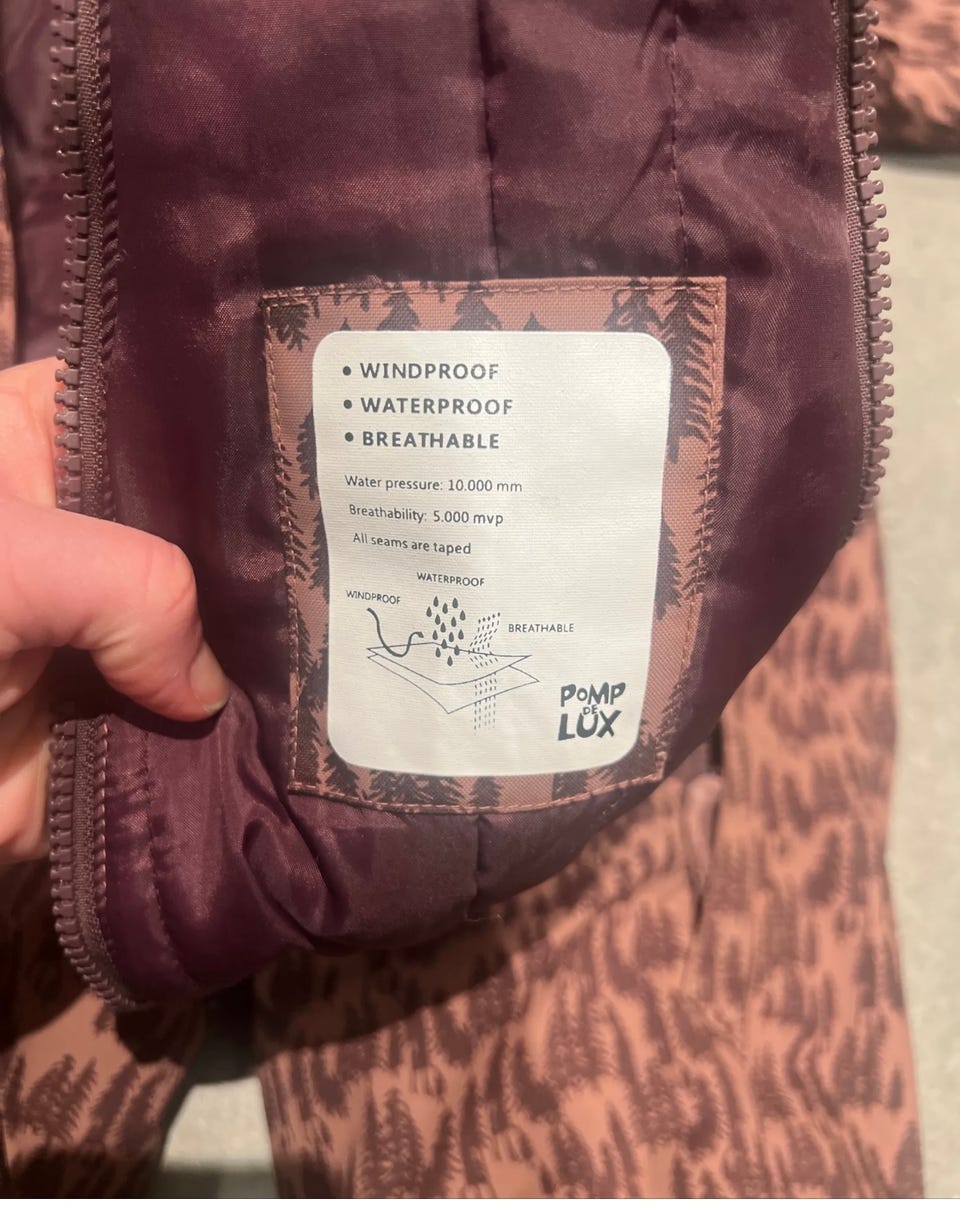 • WINDPROOF
• WATERPROOF
• BREATHABLE
Water pressure: 10.000 mm
Breathability: 5.000 mvp
All seams are taped
WATERPROOF
WINDPROOF
BREATHABLE
POMP
DE
LUX